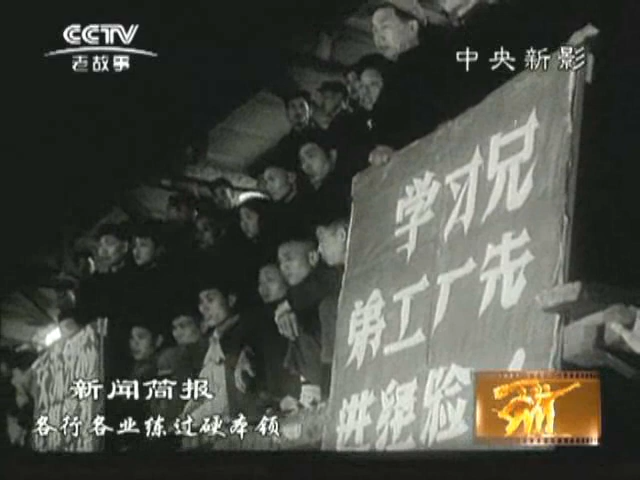 CCTV
老故事
中央新影
学习兄
弟工厂先
进经验
新闻简报
各行各业练过硬本领